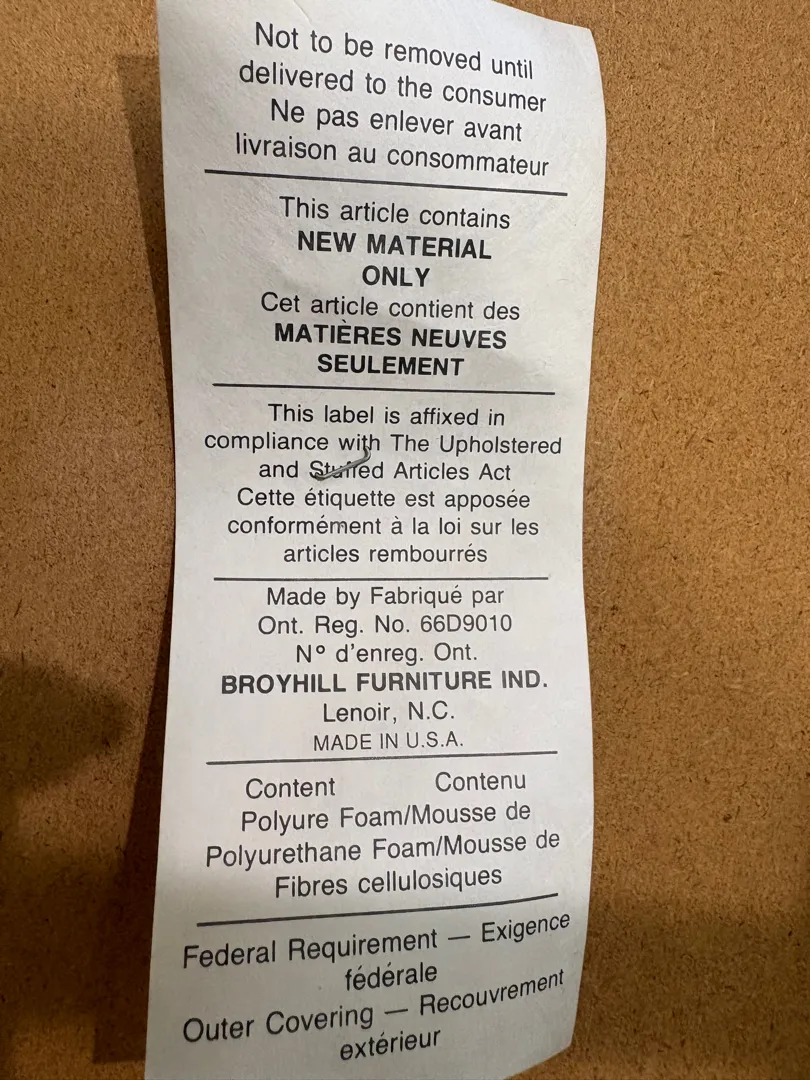 Not to be removed until
delivered to the consumer
Ne pas enlever avant
livraison au consommateur
This article contains
NEW MATERIAL
ONLY
Cet article contient des
MATIÈRES NEUVES
SEULEMENT
This label is affixed in
compliance with The Upholstered
and Stuffed Articles Act
Cette étiquette est apposée
conformément à la loi sur les
articles rembourrés
Made by Fabriqué par
Ont. Reg. No. 66D9010
N° d'enreg. Ont.
BROYHILL FURNITURE IND.
Lenoir, N.C.
MADE IN U.S.A.
Content Contenu
Polyure Foam/Mousse de
Polyurethane Foam/Mousse de
Fibres cellulosiques
Federal Requirement — Exigence
fédérale
Outer Covering — Recouvrement
extérieur